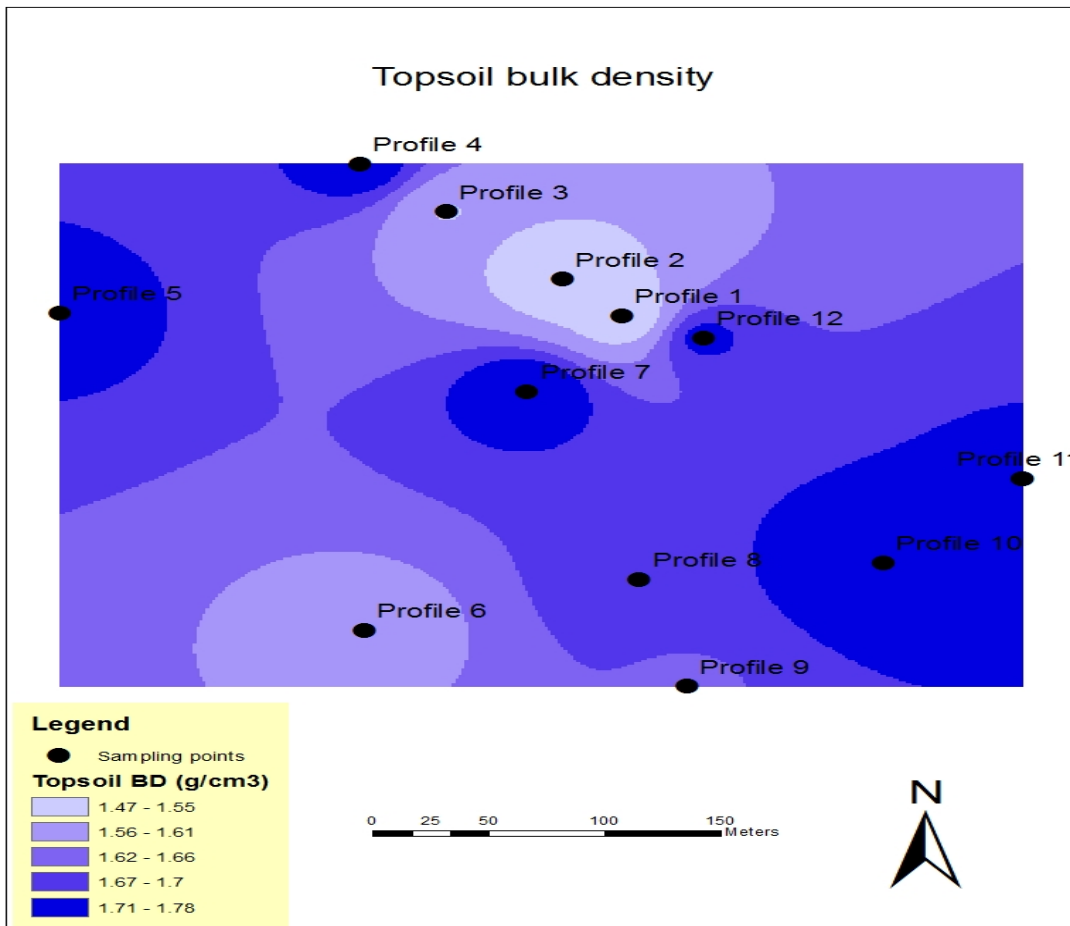 Topsoil bulk density
Profile 4
Profile 3
Profile 2
Profile 5
Profile 1
Profile 12
Profile 7
Profile 11
Profile 10
Profile 8
Profile 6
Profile 9
Legend
Sampling points
Topsoil BD (g/cm3)
1.47 - 1.55
1.56 - 1.61
1.62 - 1.66
1.67 - 1.7
1.71 - 1.78
0 25 50 100 150
Meters
N